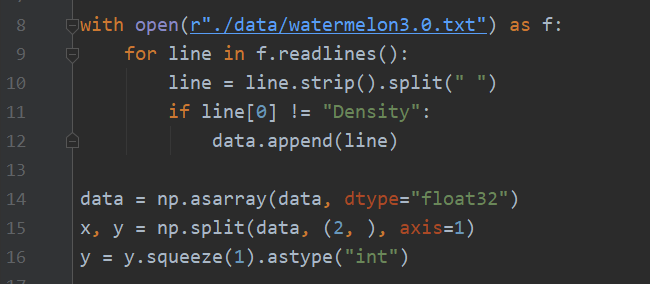 8 with open(r"./data/watermelon3.0.txt") as f:
9 for line in f.readlines():
10 line = line.strip().split(" ")
11 if line[0] != "Density":
12 data.append(line)
13
14 data = np.asarray(data, dtype="float32")
15 x, y = np.split(data, (2, ), axis=1)
16 y = y.squeeze(1).astype("int")